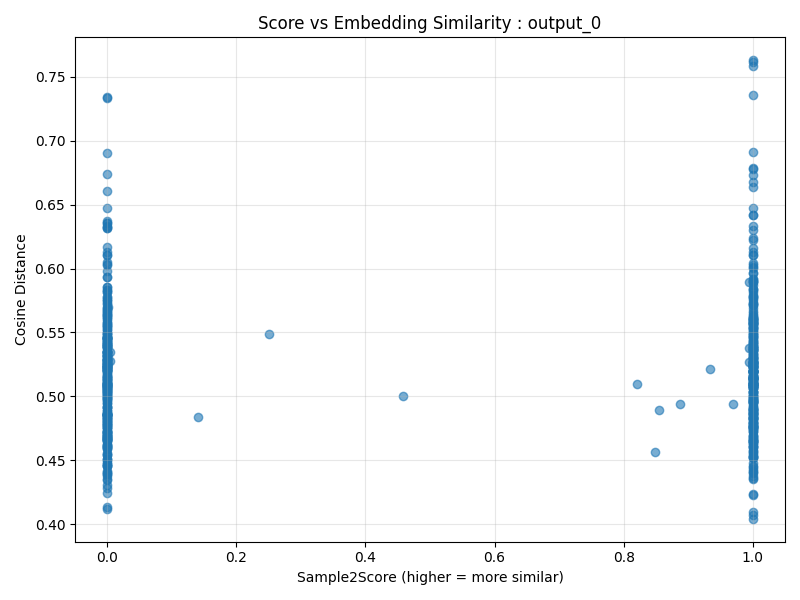 Score vs Embedding Similarity : output_0
Cosine Distance
0.75
0.70
0.65
0.60
0.55
0.50
0.45
0.40
0.0 0.2 0.4 0.6 0.8 1.0
Sample2Score (higher = more similar)